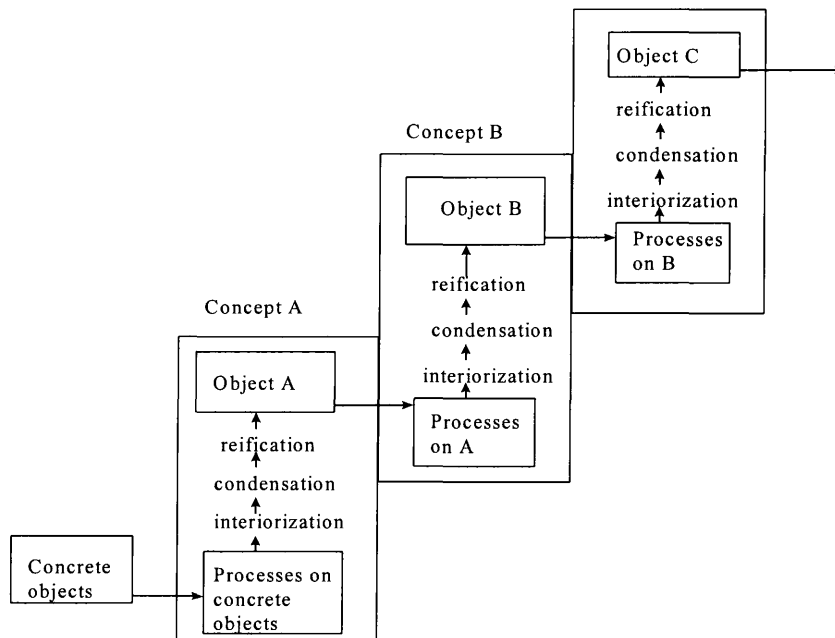 Object C
reification
condensation
interiorization
Processes
on B
Concept B
Object B
reification
condensation
interiorization
Processes
on A
Concept A
Object A
reification
condensation
interiorization
Processes on
concrete
objects
Concrete
objects